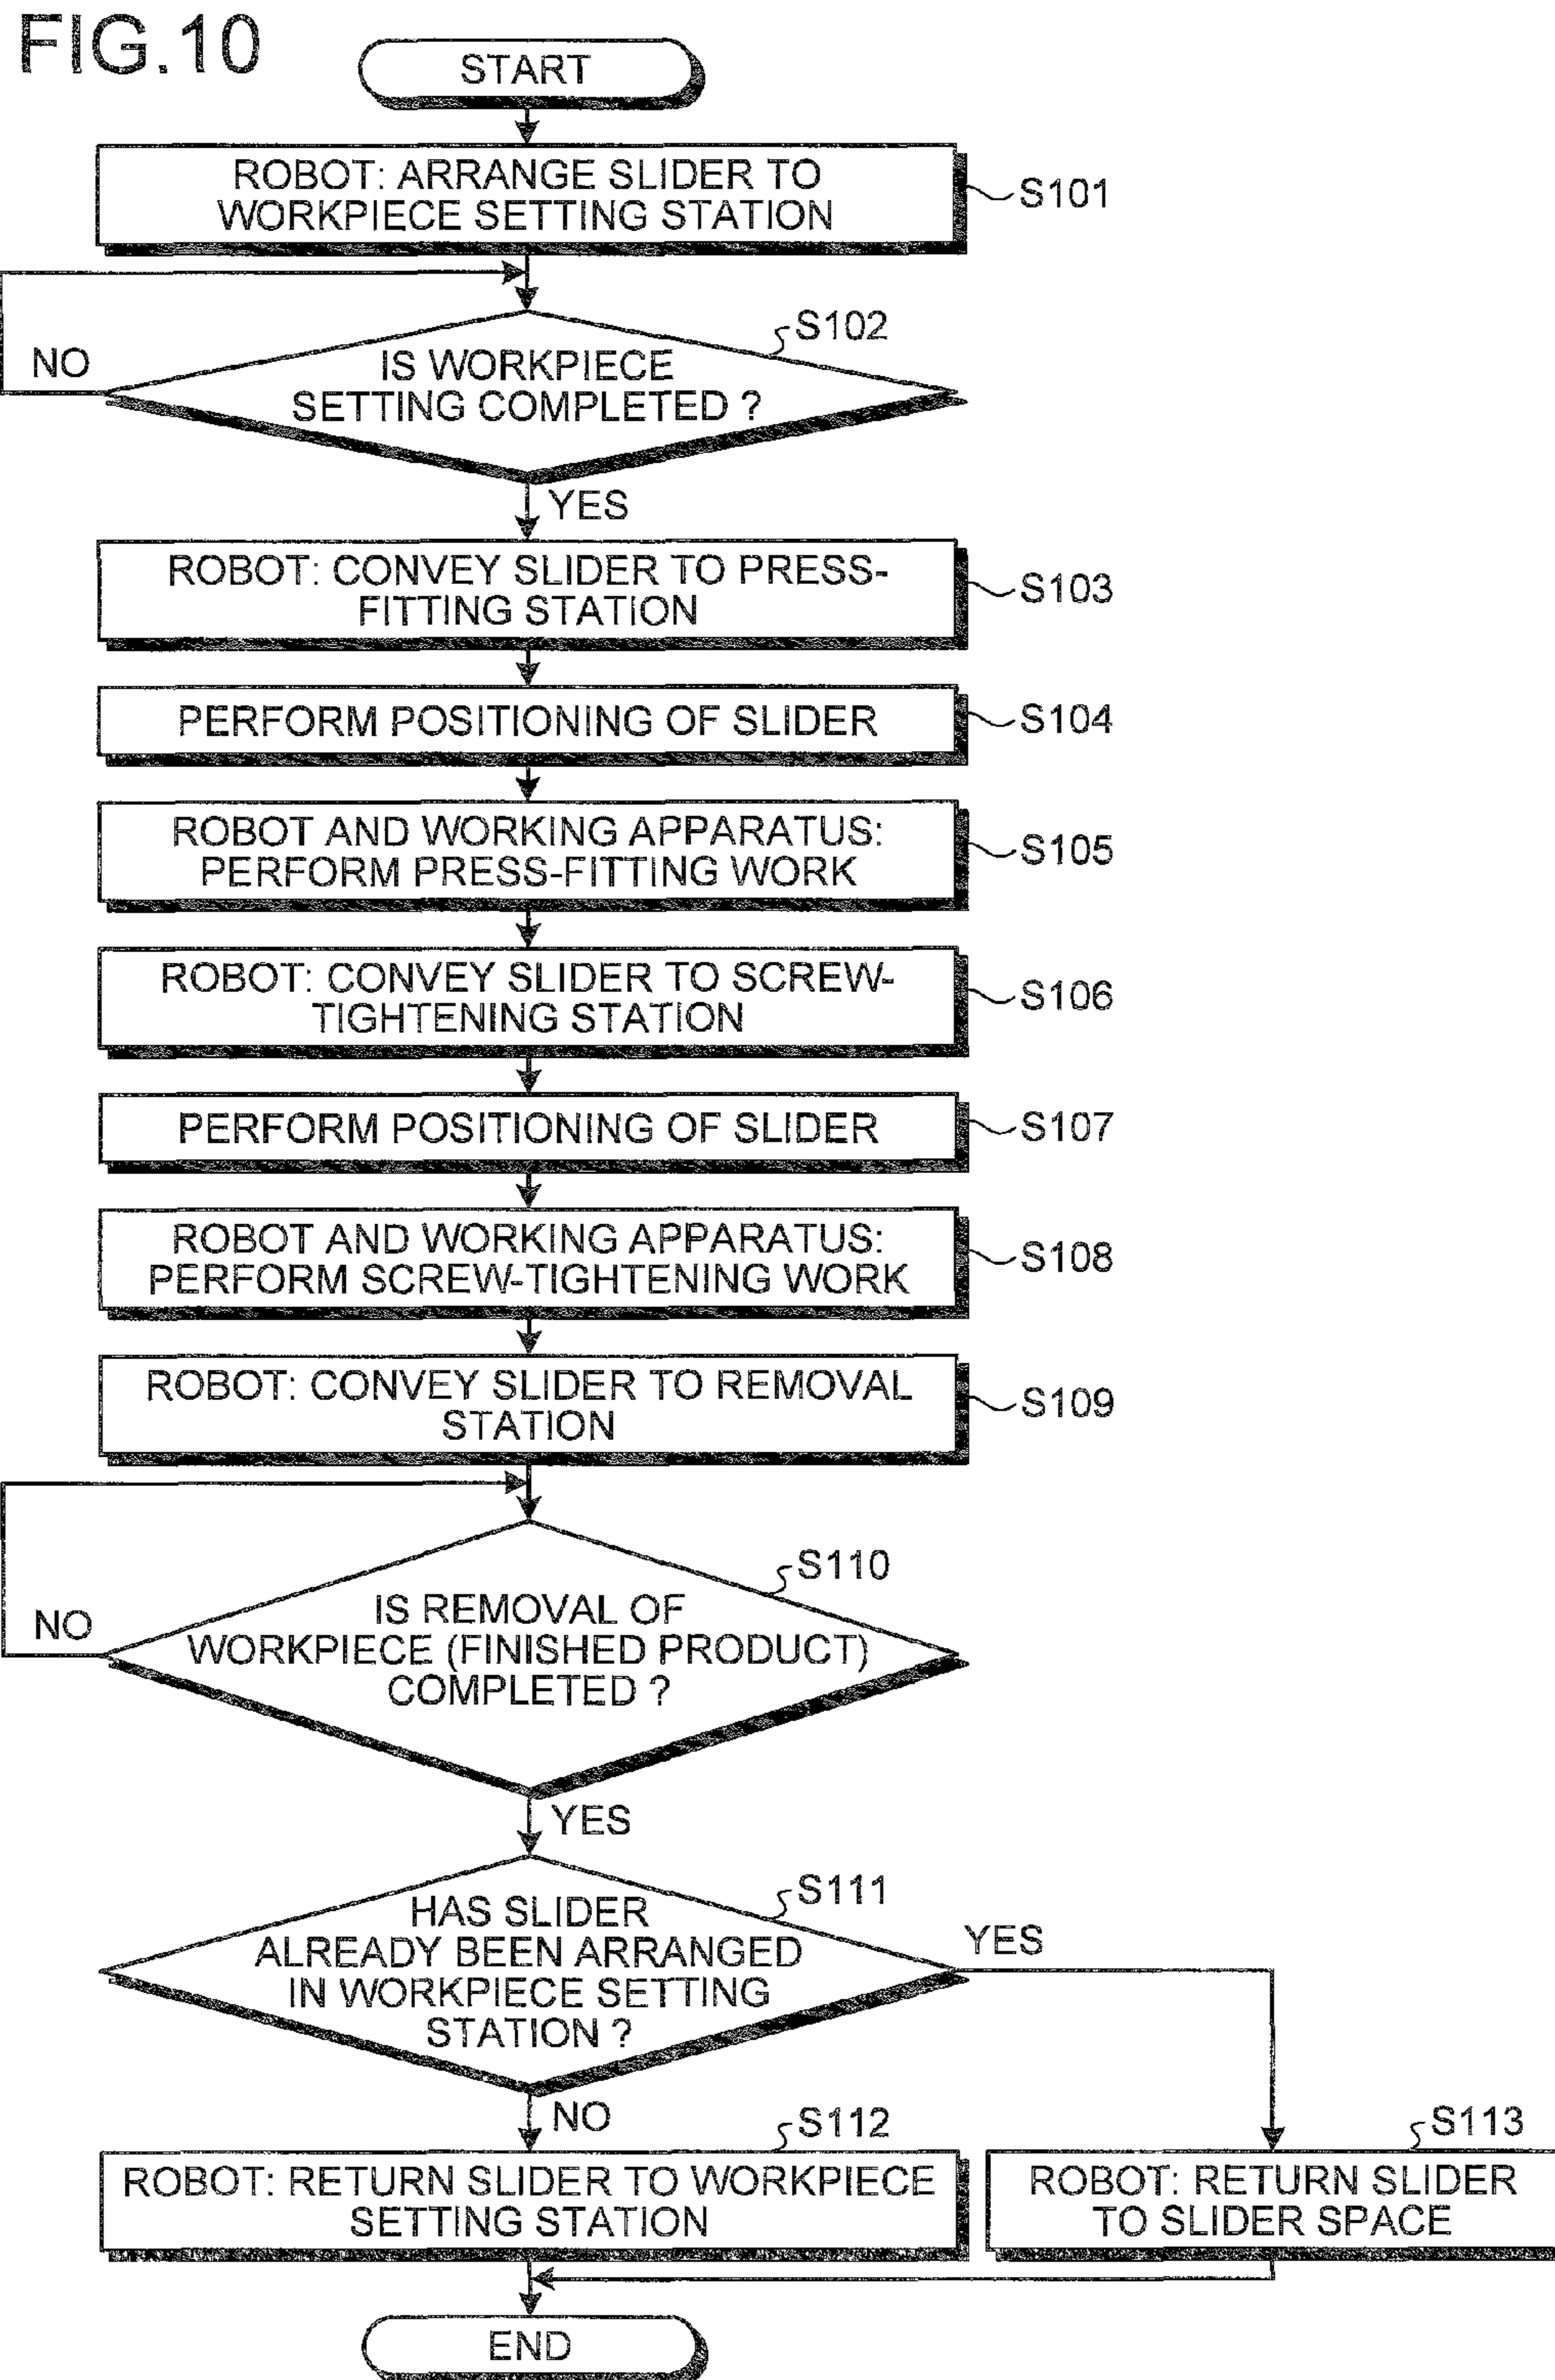 FIG.10
START
ROBOT: ARRANGE SLIDER TO
WORKPIECE SETTING STATION
S101
S102
IS WORKPIECE
SETTING COMPLETED ?
NO
YES
ROBOT: CONVEY SLIDER TO PRESS-
FITTING STATION
S103
PERFORM POSITIONING OF SLIDER
S104
ROBOT AND WORKING APPARATUS:
PERFORM PRESS-FITTING WORK
S105
ROBOT: CONVEY SLIDER TO SCREW-
TIGHTENING STATION
S106
PERFORM POSITIONING OF SLIDER
S107
ROBOT AND WORKING APPARATUS:
PERFORM SCREW-TIGHTENING WORK
S108
ROBOT: CONVEY SLIDER TO REMOVAL
STATION
S109
S110
IS REMOVAL OF
WORKPIECE (FINISHED PRODUCT)
COMPLETED ?
NO
YES
S111
HAS SLIDER
ALREADY BEEN ARRANGED
IN WORKPIECE SETTING
STATION ?
YES
NO
S112
ROBOT: RETURN SLIDER TO WORKPIECE
SETTING STATION
S113
ROBOT: RETURN SLIDER
TO SLIDER SPACE
END